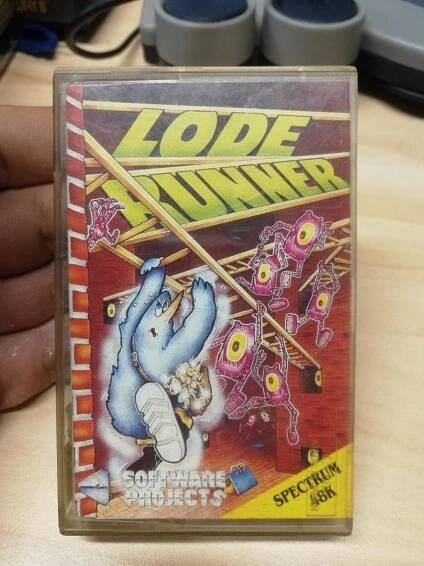 LODE
RUNNER
SOFTWARE
PROJECTS
SPECTRUM
48K